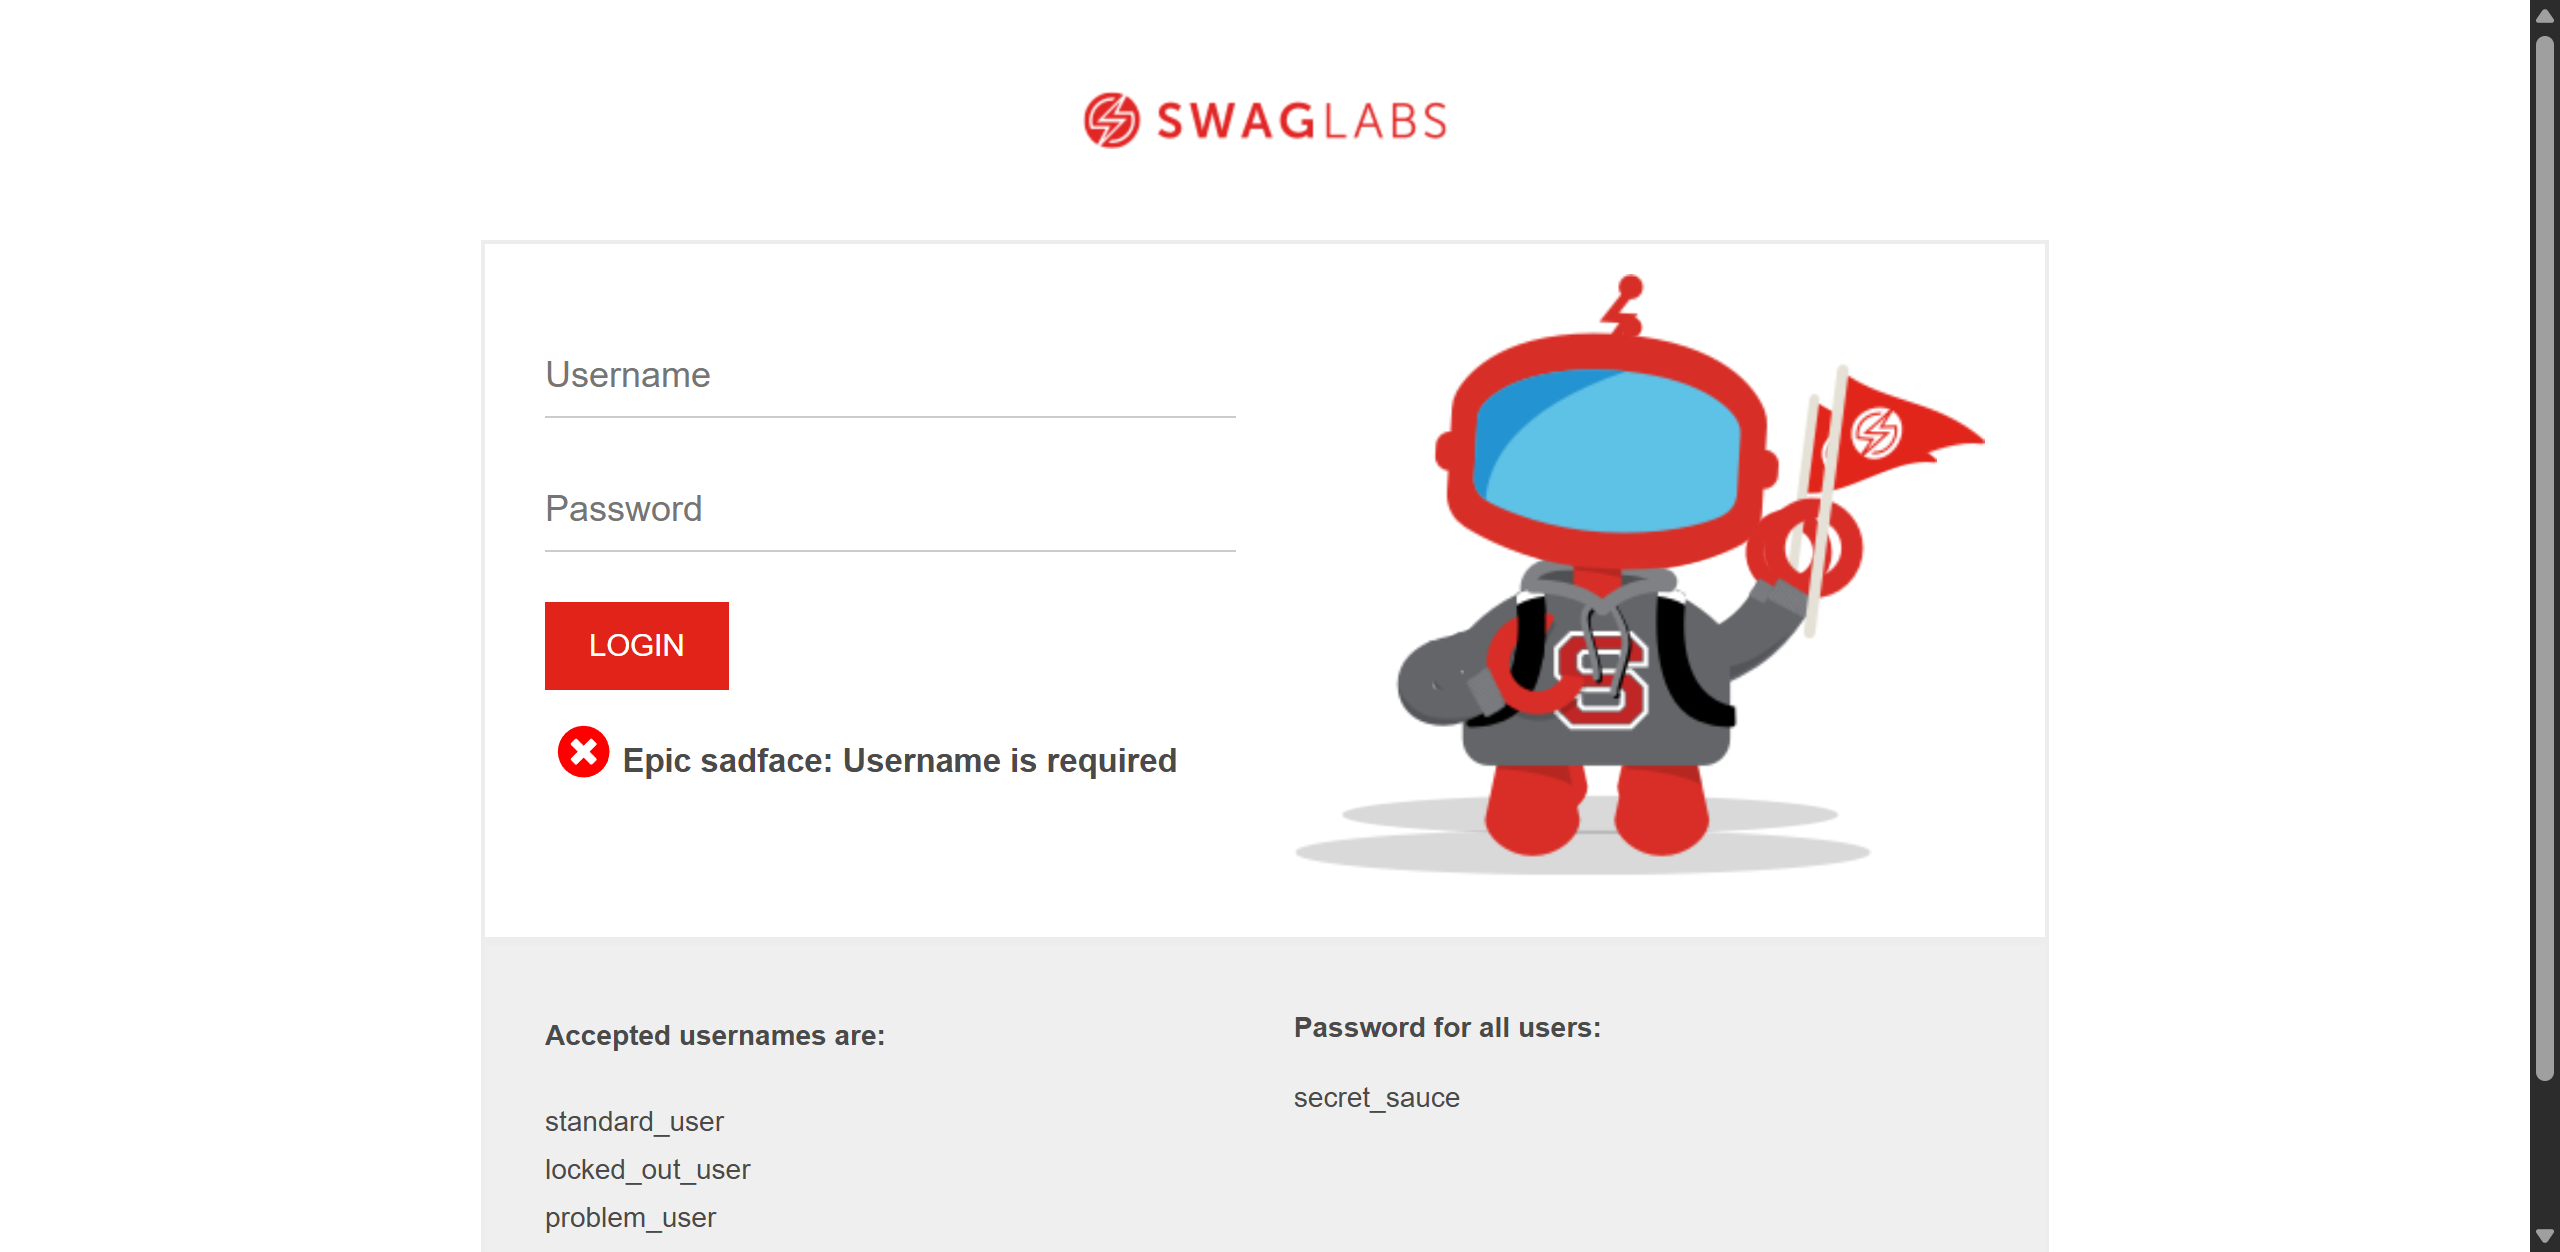 SWAGLABS
Username
Password
LOGIN
Epic sadface: Username is required
S
Accepted usernames are:
standard_user
locked_out_user
problem_user
Password for all users:
secret_sauce